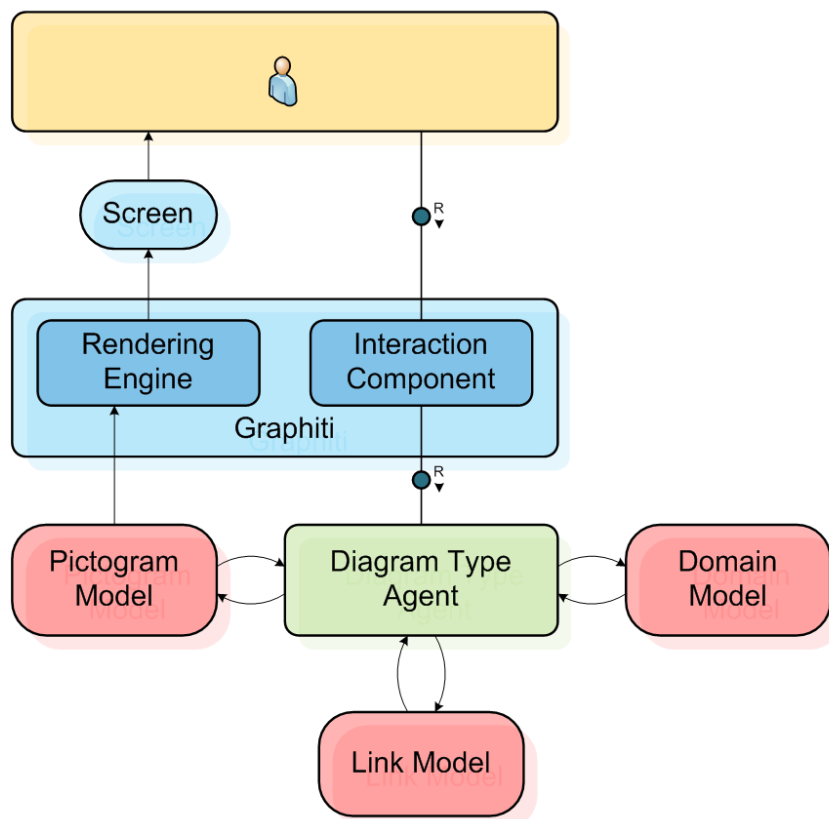 R
Screen
Rendering
Engine
Interaction
Component
Graphiti
R
Pictogram
Model
Diagram Type
Agent
Domain
Model
Link Model